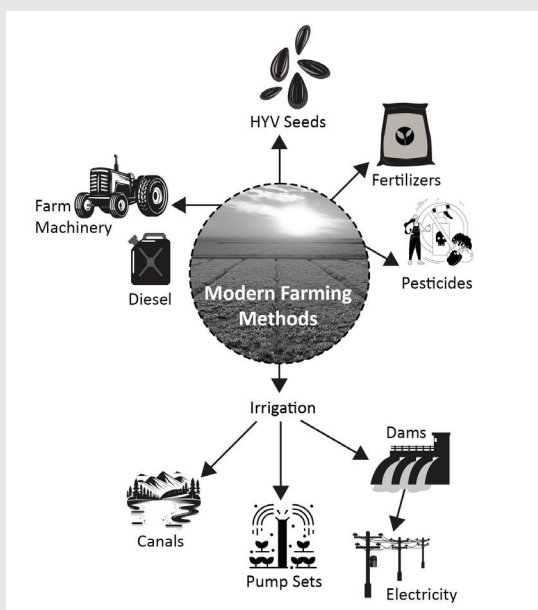 HYV Seeds
Fertilizers
Farm
Machinery
Pesticides
Diesel
Modern Farming
Methods
Irrigation
Dams
Canals
Pump Sets
Electricity